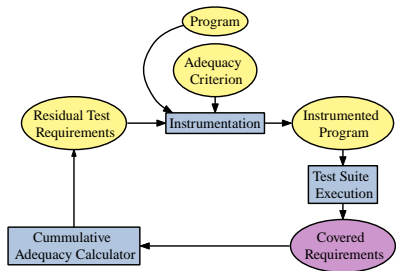 Program
Adequacy
Criterion
Residual Test
Requirements
Instrumentation
Instrumented
Program
Test Suite
Execution
Cummulative
Adequacy Calculator
Covered
Requirements